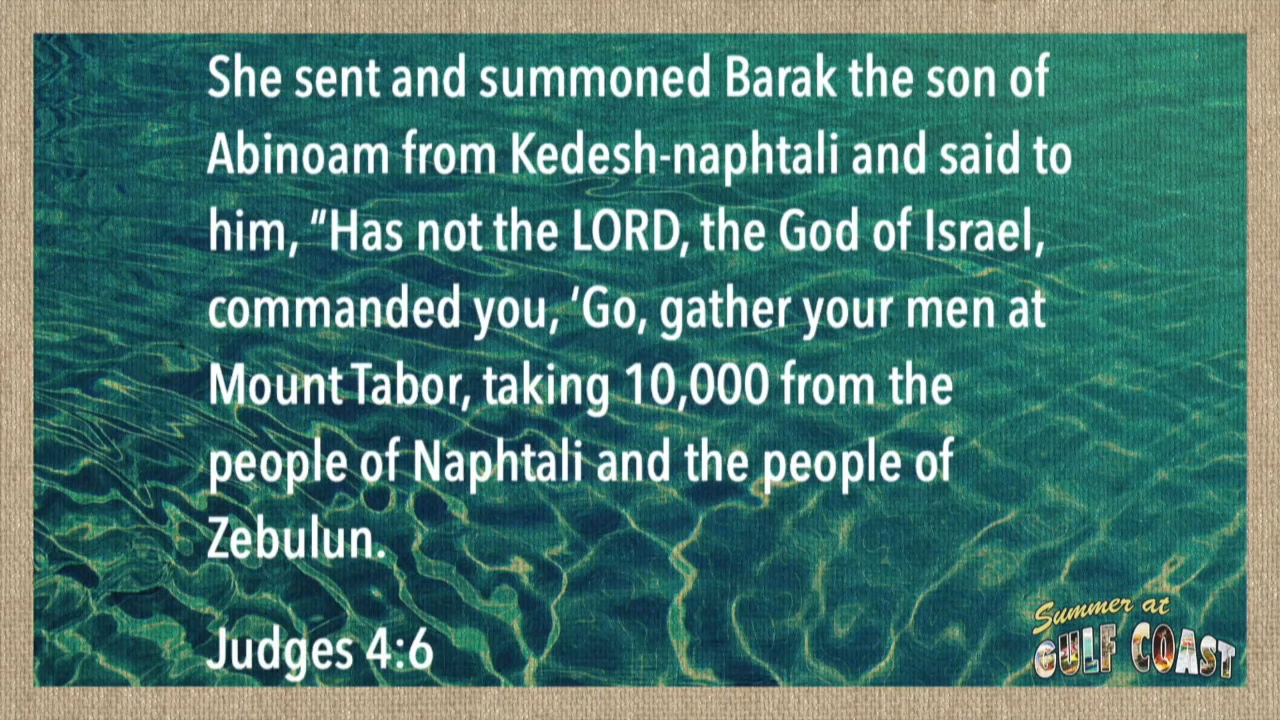 She sent and summoned Barak the son of
Abinoam from Kedesh-naphtali and said to
him, “Has not the LORD, the God of Israel,
commanded you, ‘Go, gather your men at
Mount Tabor, taking 10,000 from the
people of Naphtali and the people of
Zebulun.
Judges 4:6
Summer at
GULF COAST